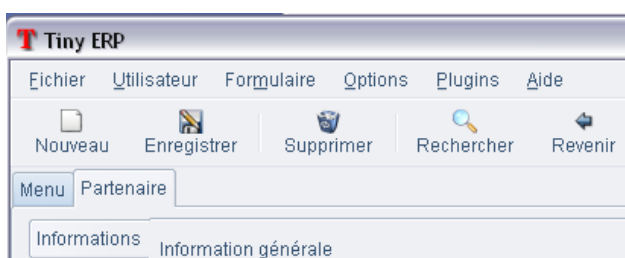 Tiny ERP
Fichier Utilisateur Formulaire Options Plugins Aide
Nouveau Enregistrer Supprimer Rechercher Revenir
Menu Partenaire
Informations Information générale